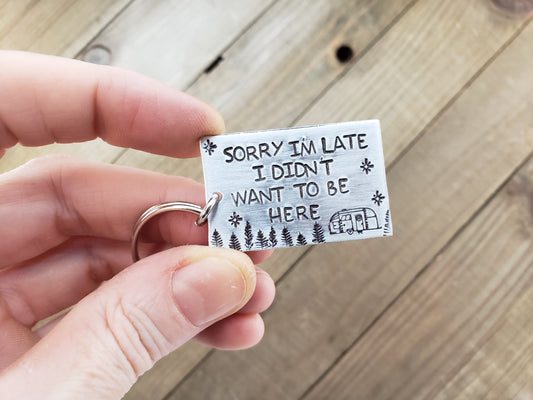 SORRY I'M LATE
I DIDN'T
WANT TO BE
HERE